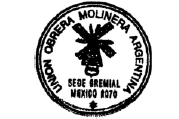 UNION OBRERA MOLINERA ARGENTINA
SEDE GREMIAL
MEXICO 2070